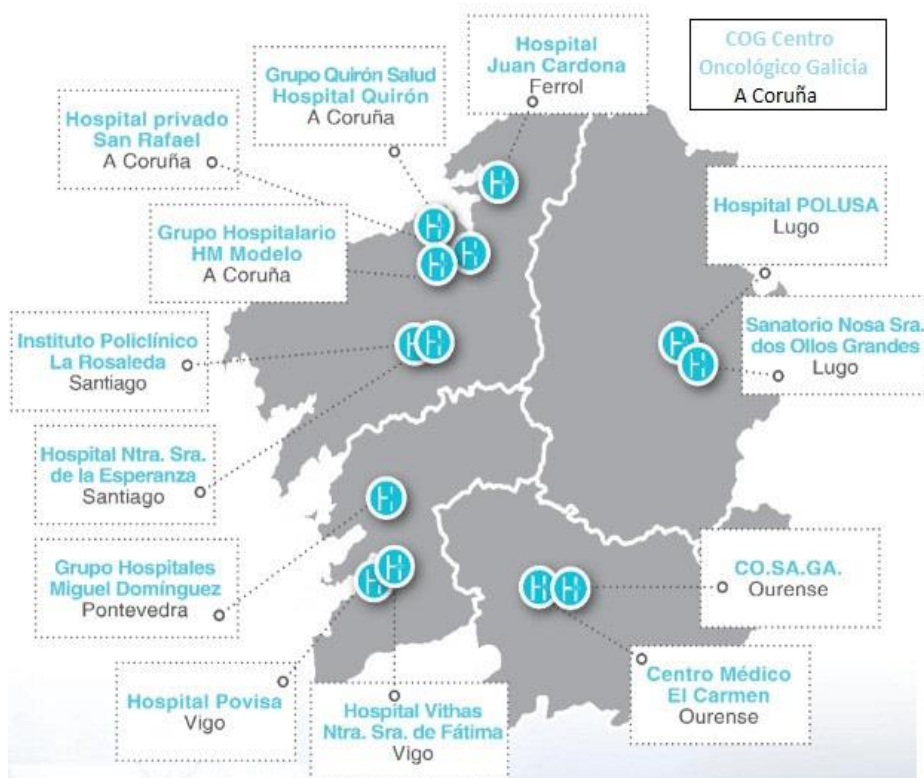 Hospital
Juan Cardona
Ferrol
COG Centro
Oncológico Galicia
A Coruña
Grupo Quirón Salud
Hospital Quirón
A Coruña
Hospital privado
San Rafael
A Coruña
Hospital POLUSA
Lugo
Grupo Hospitalario
HM Modelo
A Coruña
Instituto Policlínico
La Rosaleda
Santiago
Sanatorio Nosa Sra.
dos Ollos Grandes
Lugo
Hospital Ntra. Sra.
de la Esperanza
Santiago
Grupo Hospitales
Miguel Domínguez
Pontevedra
CO.SA.GA.
Ourense
Hospital Povisa
Vigo
Hospital Vithas
Ntra. Sra. de Fátima
Vigo
Centro Médico
El Carmen
Ourense